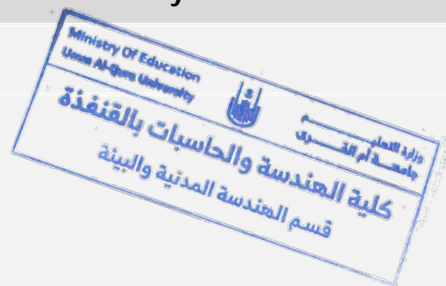 Ministry Of Education
Umm Al-Qura University
وزارة التعليم
جامعة أم القرى
كلية الهندسة والحاسبات بالقنفذة
قسم الهندسة المدنية والبيئة